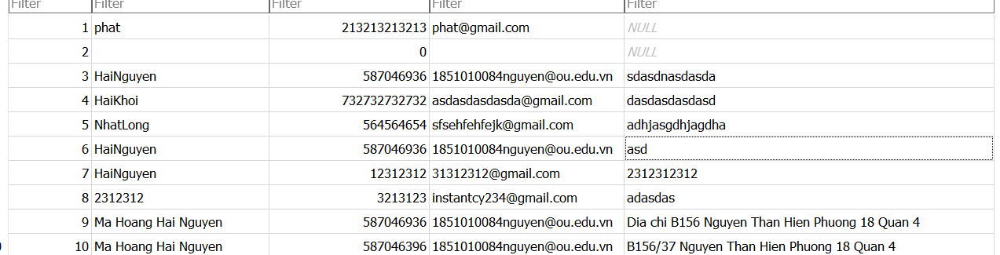 Filter Filter Filter Filter Filter
1 phat 213213213213 phat@gmail.com NULL
2 0 NULL
3 HaiNguyen 587046936 1851010084nguyen@ou.edu.vn sdasdnasdasda
4 HaiKhoi 732732732732 asdasdasdasda@gmail.com dasdasdasdasd
5 NhatLong 564564654 sfsehfehfejk@gmail.com adhjasgdhjagdha
6 HaiNguyen 587046936 1851010084nguyen@ou.edu.vn asd
7 HaiNguyen 12312312 31312312@gmail.com 2312312312
8 2312312 3213123 instantcy234@gmail.com adasdas
9 Ma Hoang Hai Nguyen 587046936 1851010084nguyen@ou.edu.vn Dia chi B156 Nguyen Than Hien Phuong 18 Quan 4
10 Ma Hoang Hai Nguyen 587046396 1851010084nguyen@ou.edu.vn B156/37 Nguyen Than Hien Phuong 18 Quan 4